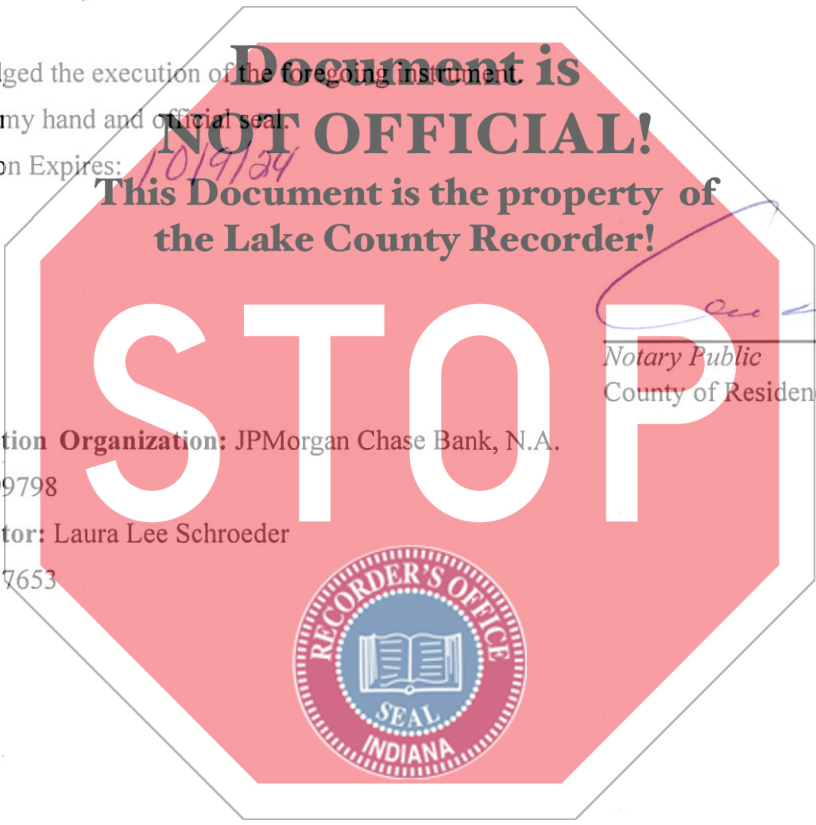 Document is
ged the execution of the foregoing instrument.
my hand and official seal.
NOT OFFICIAL!
on Expires: 10/9/24
This Document is the property of
the Lake County Recorder!
STOP
Notary Public
County of Residen
tion Organization: JPMorgan Chase Bank, N.A.
9798
tor: Laura Lee Schroeder
7653
RECORDER'S OFFICE
SEAL
INDIANA